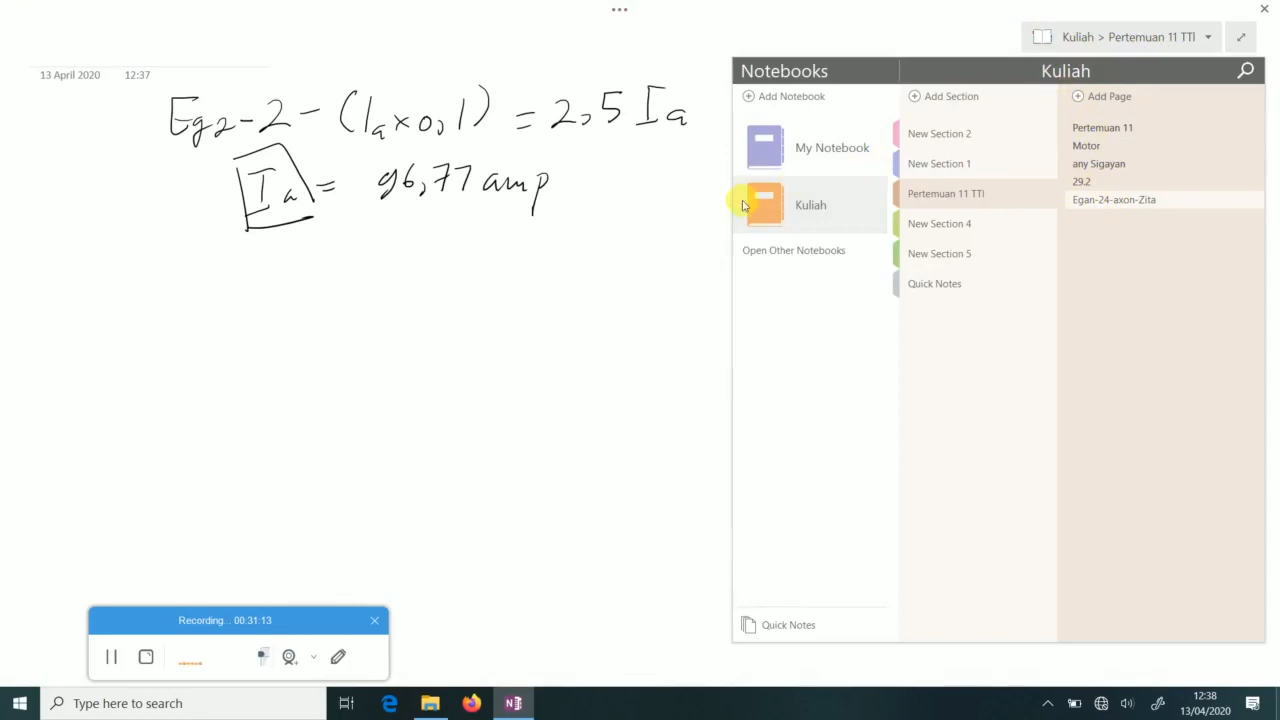 Kuliah > Pertemuan 11 TTI
13 April 2020 12:37
Eg2 - 2 - (Ia x 0,1) = 2,5 Ia
Ia = 96,77 amp
Notebooks
Kuliah
Add Notebook
My Notebook
Kuliah
Open Other Notebooks
Quick Notes
Add Section
New Section 2
New Section 1
Pertemuan 11 TTI
New Section 4
New Section 5
Quick Notes
Add Page
Pertemuan 11
Motor
any Sigayan
29.2
Egan-24-axon-Zita
Recording... 00.31.13
Type here to search
12:38
13/04/2020